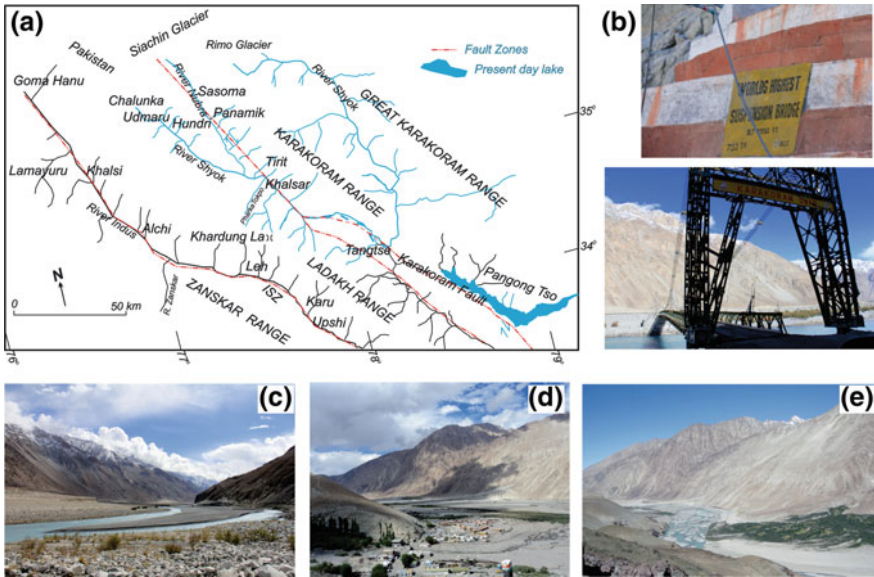 (a)
Siachin Glacier
Rimo Glacier
Pakistan
Fault Zones
Present day lake
Goma Hanu
River Nubra
Sasoma
River Shyok
GREAT KARAKORAM RANGE
35°
Chalunka
Udmaru
Hundri
Panamik
KARAKORAM RANGE
Tirit
River Shyok
Lamayuru
Khalsi
Khalsar
KARAKORAM RANGE
River Indus
Alchi
Khardung La
34°
Tangtse
Karakoram Fault
Pangong Tso
Leh
LADAKH RANGE
N
R. Zanskar
ISZ
Karu
0
50 km
ZANSKAR RANGE
Upshi
76°
77°
78°
79°
(b)
WORLDS HIGHEST
SUSPENSION BRIDGE
KARAKORAM
(c)
(d)
(e)